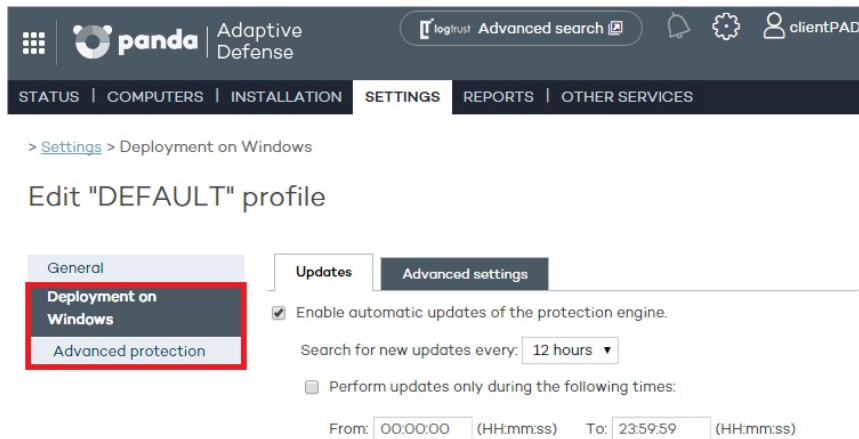 panda Adaptive Defense
logtrust Advanced search
clientPAD
STATUS | COMPUTERS | INSTALLATION SETTINGS REPORTS | OTHER SERVICES
> Settings > Deployment on Windows
Edit "DEFAULT" profile
General
Deployment on
Windows
Advanced protection
Updates Advanced settings
Enable automatic updates of the protection engine.
Search for new updates every: 12 hours
Perform updates only during the following times:
From: 00:00:00 (HH:mm:ss) To: 23:59:59 (HH:mm:ss)